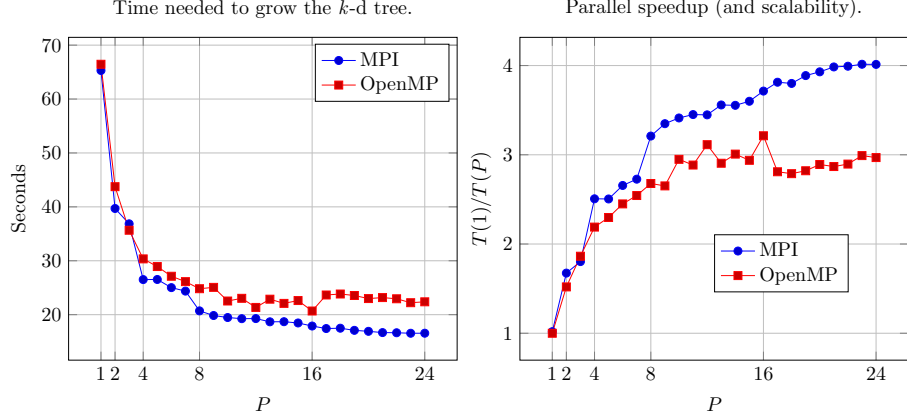 Time needed to grow the k-d tree.
70
60
50
40
30
20
Seconds
1 2 4 8 16 24
P
MPI
OpenMP
Parallel speedup (and scalability).
4
3
2
1
T(1)/T(P)
1 2 4 8 16 24
P
MPI
OpenMP